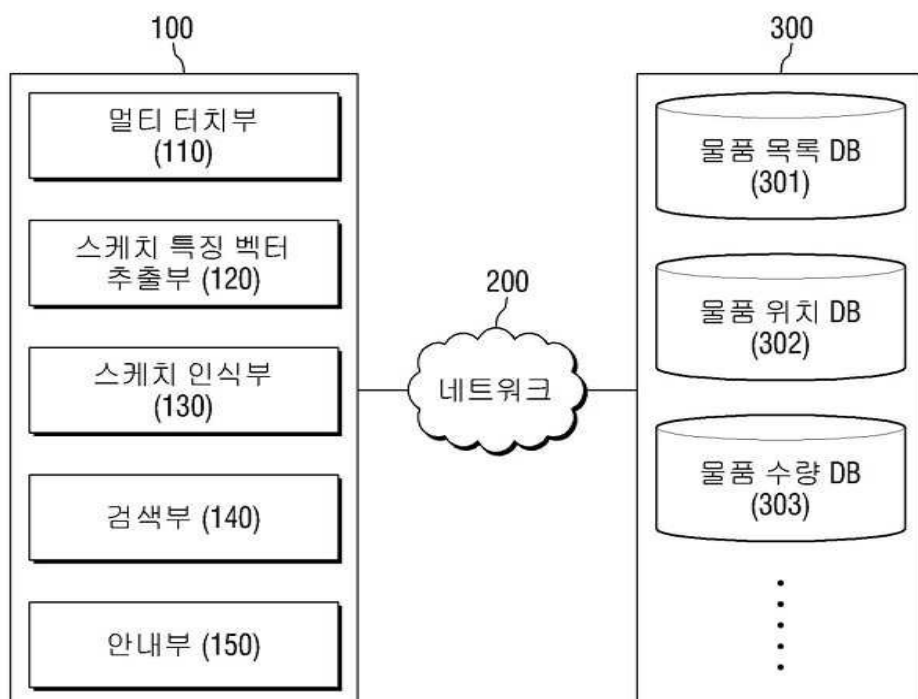 100
멀티 터치부
(110)
스케치 특징 벡터
추출부 (120)
스케치 인식부
(130)
검색부 (140)
안내부 (150)
200
네트워크
300
물품 목록 DB
(301)
물품 위치 DB
(302)
물품 수량 DB
(303)